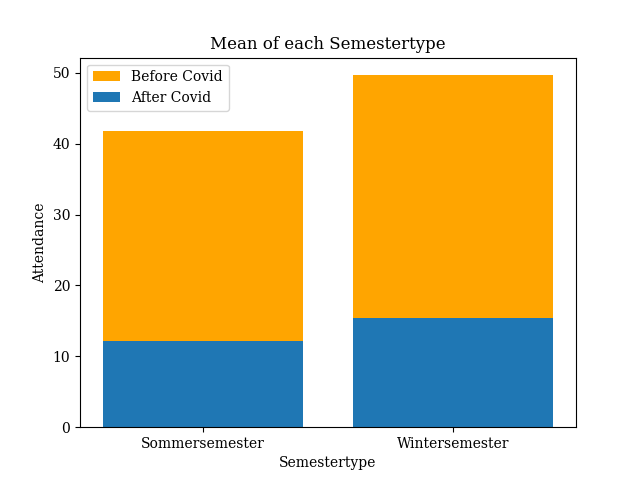 Mean of each Semestertype
Before Covid
After Covid
50
40
30
20
10
0
Attendance
Sommersemester
Wintersemester
Semestertype